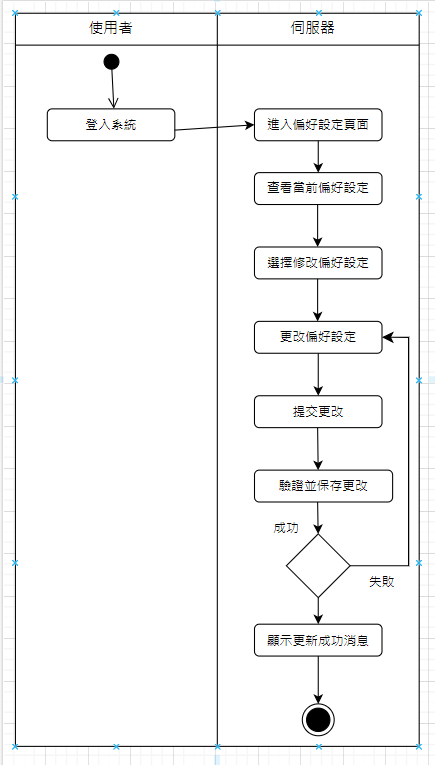 使用者
伺服器
登入系統
進入偏好設定頁面
查看當前偏好設定
選擇修改偏好設定
更改偏好設定
提交更改
驗證並保存更改
成功
失敗
顯示更新成功消息